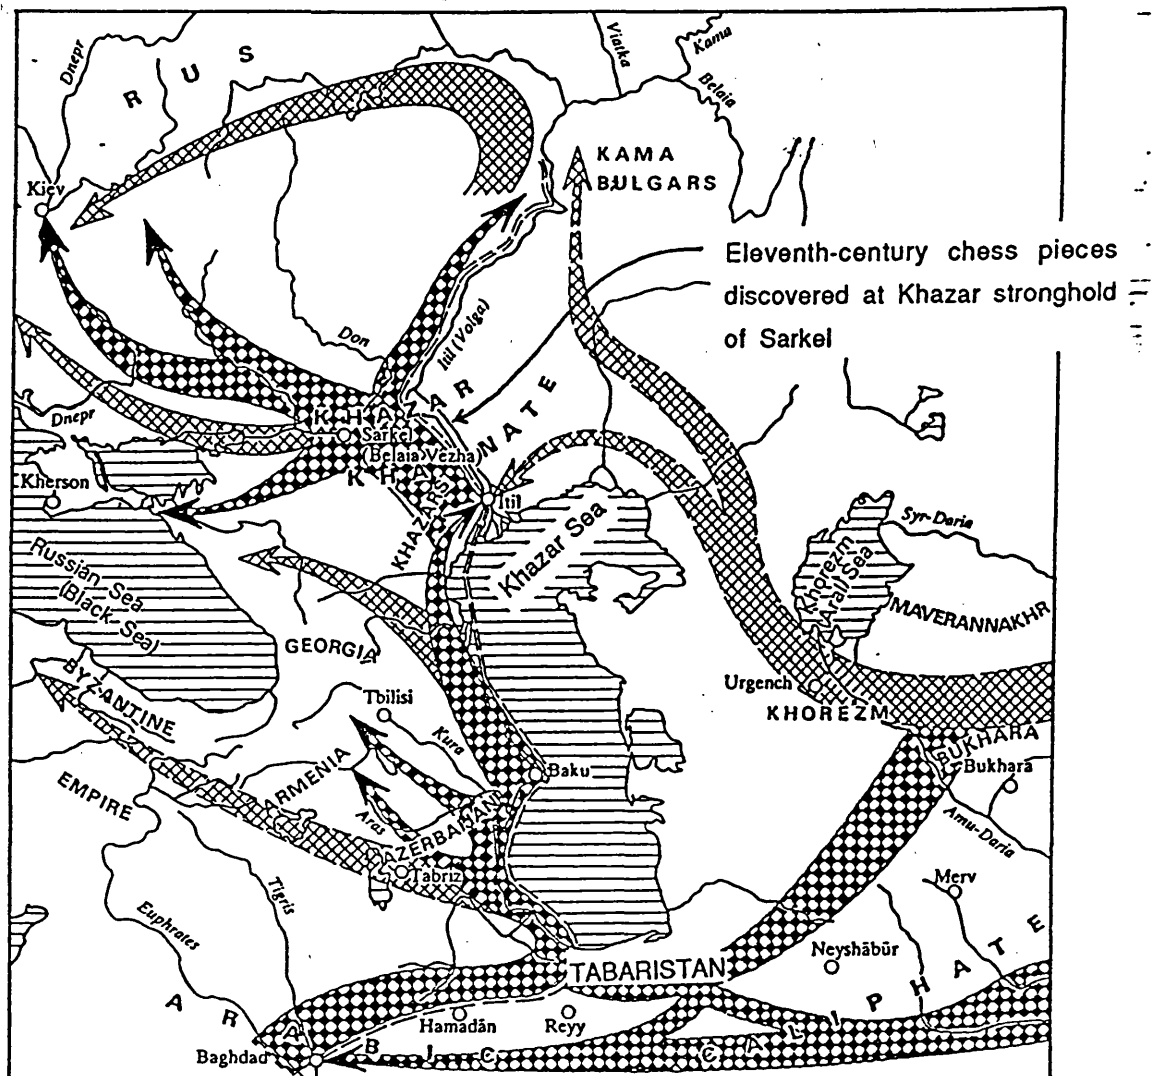 Dnepr
R U S
Viatka
Kama
Belaia
Kiev
KAMA
BULGARS
Eleventh-century chess pieces
discovered at Khazar stronghold
of Sarkel
Don
Itil (Volga)
Dnepr
KHAZAR
Sarkel
(Belaia Vezha)
KHAGANATE
KHAZARS
Itil
Kherson
Khazar Sea
Russian Sea
(Black Sea)
Khorezm
(Aral) Sea
Syr-Daria
MAVERANNAKHR
GEORGIA
BYZANTINE
EMPIRE
Tbilisi
Kura
Urgench
KHOREZM
ARMENIA
Baku
BUKHARA
Bukhara
Aras
AZERBAIJAN
Tabriz
Amu-Daria
Merv
Tigris
Euphrates
Neyshābūr
TABARISTAN
ARABIC CALIPHATE
Hamadān
Reyy
Baghdad